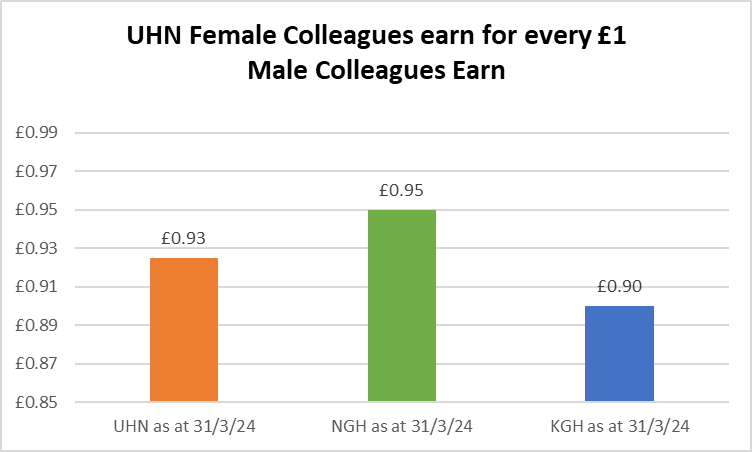 UHN Female Colleagues earn for every £1
Male Colleagues Earn
£0.99
£0.97
£0.95
£0.93
£0.91
£0.89
£0.87
£0.85
£0.93
£0.95
£0.90
UHN as at 31/3/24
NGH as at 31/3/24
KGH as at 31/3/24